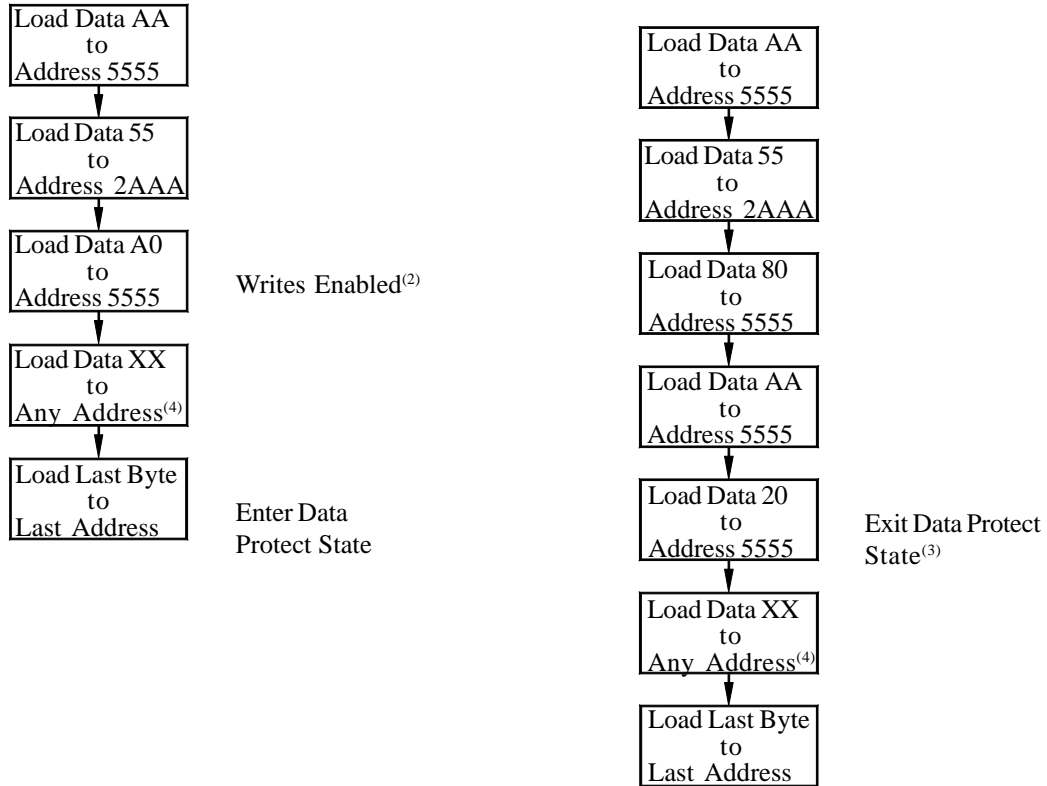 Load Data AA
to
Address 5555
Load Data 55
to
Address 2AAA
Load Data A0
to
Address 5555
Writes Enabled(2)
Load Data XX
to
Any Address(4)
Load Last Byte
to
Last Address
Enter Data
Protect State
Load Data AA
to
Address 5555
Load Data 55
to
Address 2AAA
Load Data 80
to
Address 5555
Load Data AA
to
Address 5555
Load Data 20
to
Address 5555
Exit Data Protect
State(3)
Load Data XX
to
Any Address(4)
Load Last Byte
to
Last Address